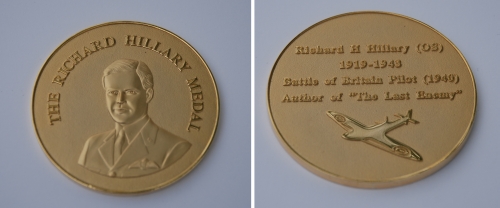 THE RICHARD HILLARY MEDAL
Richard H Hillary (OS)
1919-1943
Battle of Britain Pilot (1940)
Author of "The Last Enemy"